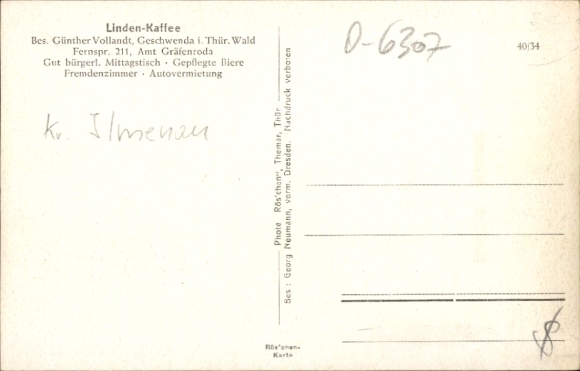 Linden-Kaffee
Bes. Günther Vollandt, Geschwenda i. Thür. Wald
Fernspr. 211, Amt Gräfenroda
Gut bürgerl. Mittagstisch · Gepflegte Biere
Fremdenzimmer · Autovermietung
O-6307
40/34
Kr. Ilmenau
Photo „Rös'chen“, Themar, Thür.
Bes.: Georg Neumann, vorm. Dresden. Nachdruck verboten
Rös'chen-
Karte